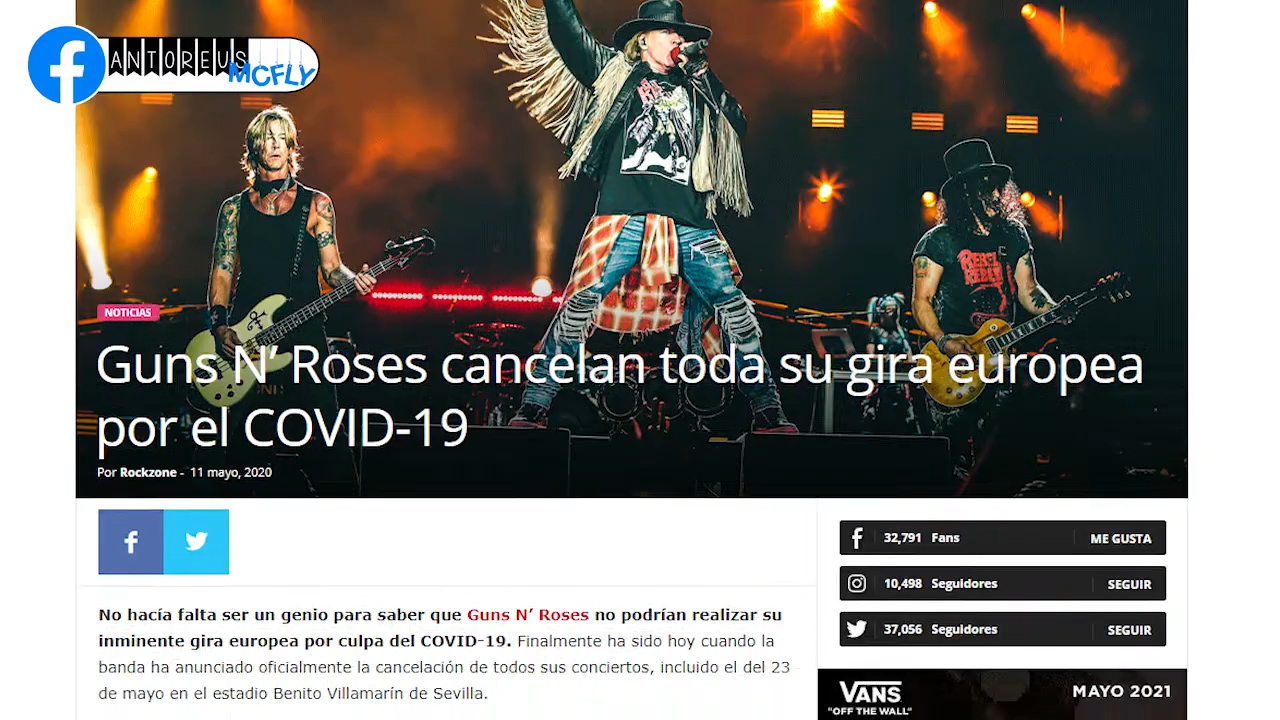 ANTOREUS
MCFLY
NOTICIAS
Guns N’ Roses cancelan toda su gira europea
por el COVID-19
Por Rockzone - 11 mayo, 2020
32,791 Fans
ME GUSTA
10,498 Seguidores
SEGUIR
37,056 Seguidores
SEGUIR
No hacía falta ser un genio para saber que Guns N’ Roses no podrían realizar su
inminente gira europea por culpa del COVID-19. Finalmente ha sido hoy cuando la
banda ha anunciado oficialmente la cancelación de todos sus conciertos, incluido el del 23
de mayo en el estadio Benito Villamarín de Sevilla.
VANS
"OFF THE WALL"
MAYO 2021